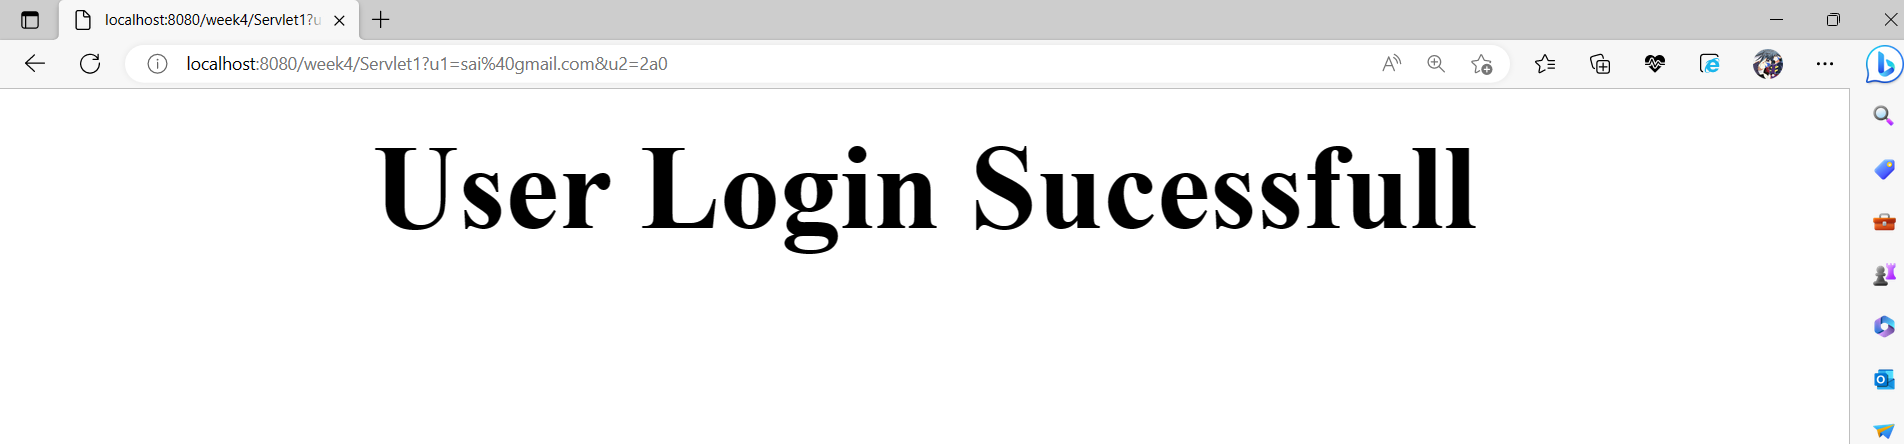 localhost:8080/week4/Servlet1?u
localhost:8080/week4/Servlet1?u1=sai%40gmail.com&u2=2a0
User Login Sucessfull